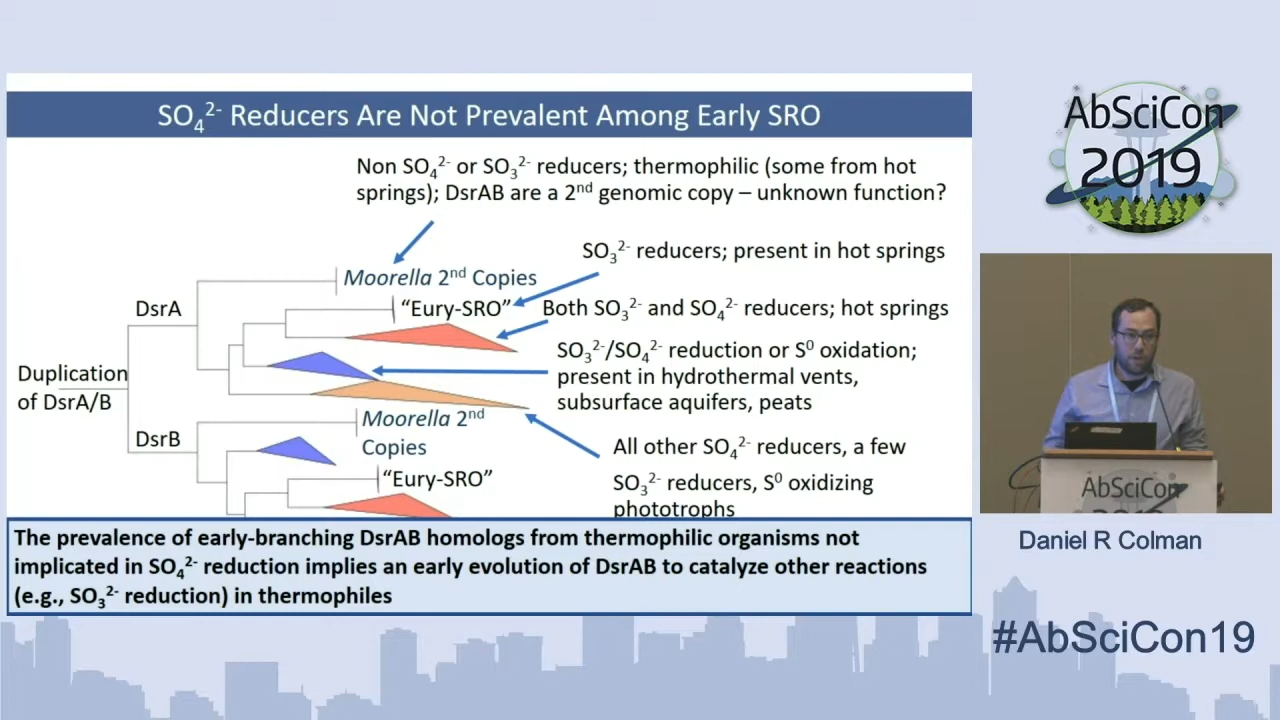 SO₄²⁻ Reducers Are Not Prevalent Among Early SRO
Non SO₄²⁻ or SO₃²⁻ reducers; thermophilic (some from hot
springs); DsrAB are a 2ⁿᵈ genomic copy – unknown function?
SO₃²⁻ reducers; present in hot springs
Moorella 2ⁿᵈ Copies
DsrA
"Eury-SRO"
Both SO₃²⁻ and SO₄²⁻ reducers; hot springs
SO₃²⁻/SO₄²⁻ reduction or S⁰ oxidation;
present in hydrothermal vents,
subsurface aquifers, peats
Duplication
of DsrA/B
Moorella 2ⁿᵈ
Copies
DsrB
All other SO₄²⁻ reducers, a few
SO₃²⁻ reducers, S⁰ oxidizing
phototrophs
"Eury-SRO"
The prevalence of early-branching DsrAB homologs from thermophilic organisms not
implicated in SO₄²⁻ reduction implies an early evolution of DsrAB to catalyze other reactions
(e.g., SO₃²⁻ reduction) in thermophiles
AbSciCon
2019
AbSciCon
Daniel R Colman
#AbSciCon19